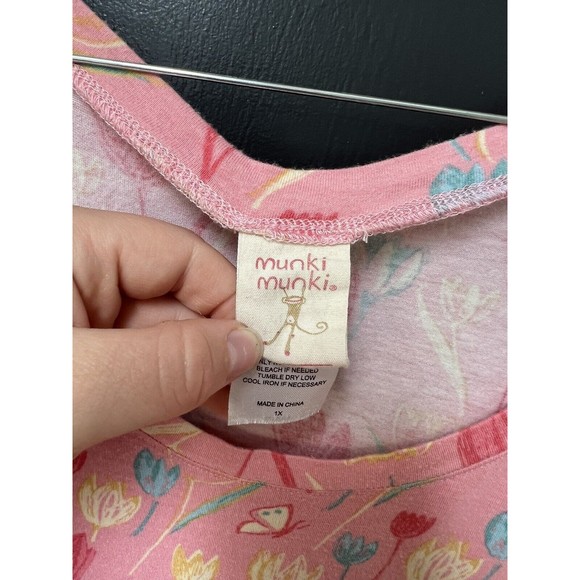 munki
munki®
BLEACH IF NEEDED
TUMBLE DRY LOW
COOL IRON IF NECESSARY
MADE IN CHINA
1X